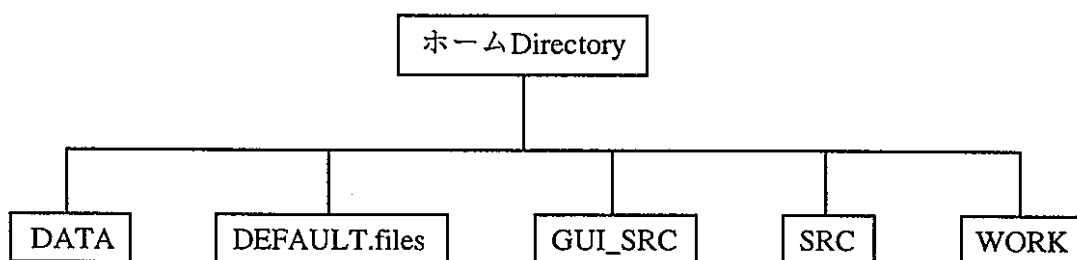 ホームDirectory
DATA
DEFAULT.files
GUI_SRC
SRC
WORK